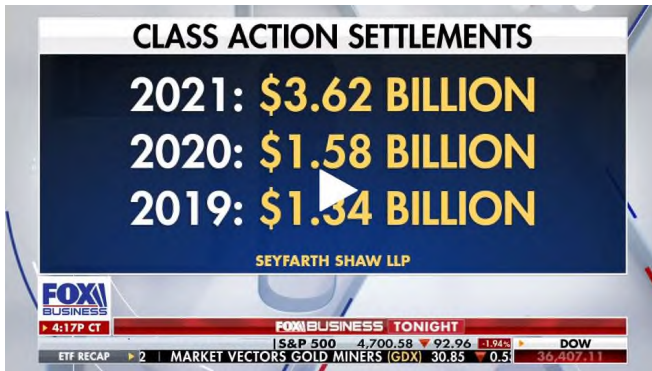 CLASS ACTION SETTLEMENTS
2021: $3.62 BILLION
2020: $1.58 BILLION
2019: $1.34 BILLION
SEYFARTH SHAW LLP
FOX
BUSINESS
4:17P CT
FOX BUSINESS TONIGHT
S&P 500 4,700.58 ▼ 92.96 -1.94% DOW
ETF RECAP 2 | MARKET VECTORS GOLD MINERS (GDX) 30.85 ▼ 0.5 36,407.11